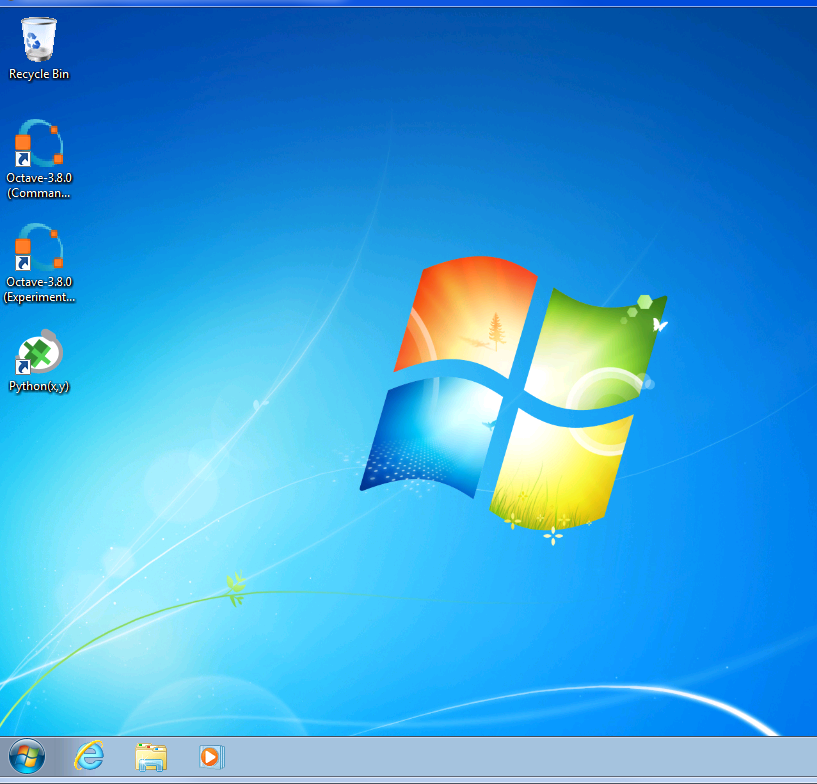 Recycle Bin
Octave-3.8.0
(Comman...
Octave-3.8.0
(Experiment...
Python(x,y)